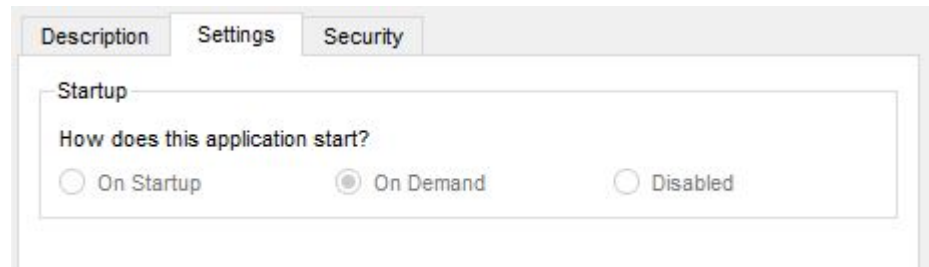 Description Settings Security
Startup
How does this application start?
On Startup On Demand Disabled